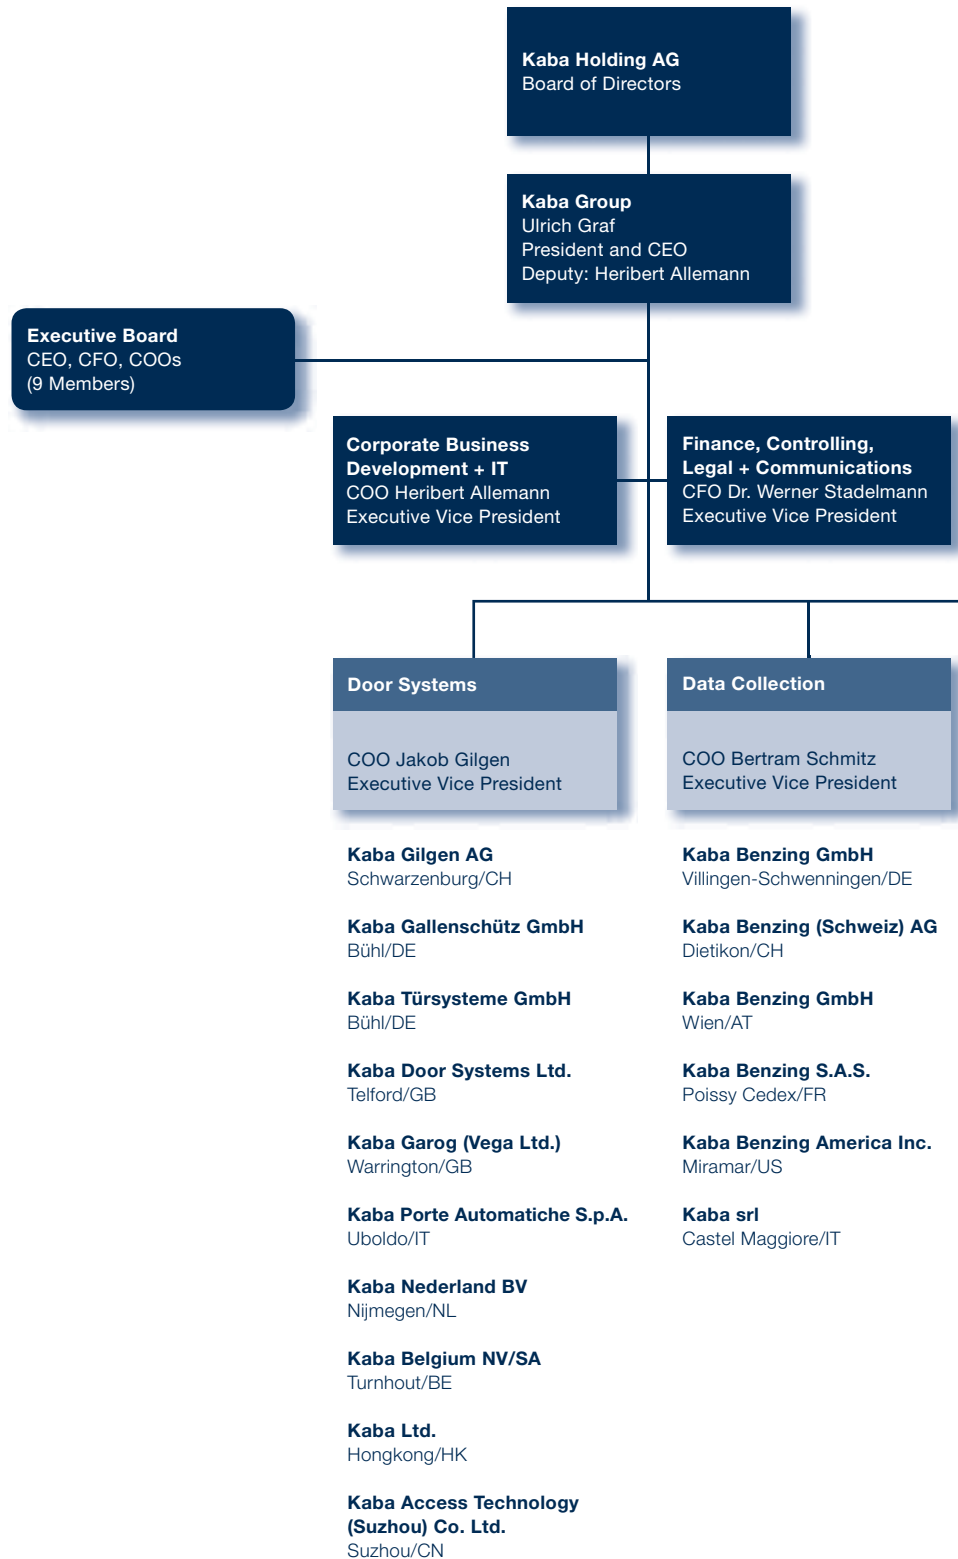 Kaba Holding AG
Board of Directors
Kaba Group
Ulrich Graf
President and CEO
Deputy: Heribert Allemann
Executive Board
CEO, CFO, COOs
(9 Members)
Corporate Business
Development + IT
COO Heribert Allemann
Executive Vice President
Finance, Controlling,
Legal + Communications
CFO Dr. Werner Stadelmann
Executive Vice President
Door Systems
COO Jakob Gilgen
Executive Vice President
Kaba Gilgen AG
Schwarzenburg/CH
Kaba Gallenschütz GmbH
Bühl/DE
Kaba Türsysteme GmbH
Bühl/DE
Kaba Door Systems Ltd.
Telford/GB
Kaba Garog (Vega Ltd.)
Warrington/GB
Kaba Porte Automatiche S.p.A.
Uboldo/IT
Kaba Nederland BV
Nijmegen/NL
Kaba Belgium NV/SA
Turnhout/BE
Kaba Ltd.
Hongkong/HK
Kaba Access Technology
(Suzhou) Co. Ltd.
Suzhou/CN
Data Collection
COO Bertram Schmitz
Executive Vice President
Kaba Benzing GmbH
Villingen-Schwenningen/DE
Kaba Benzing (Schweiz) AG
Dietikon/CH
Kaba Benzing GmbH
Wien/AT
Kaba Benzing S.A.S.
Poissy Cedex/FR
Kaba Benzing America Inc.
Miramar/US
Kaba srl
Castel Maggiore/IT